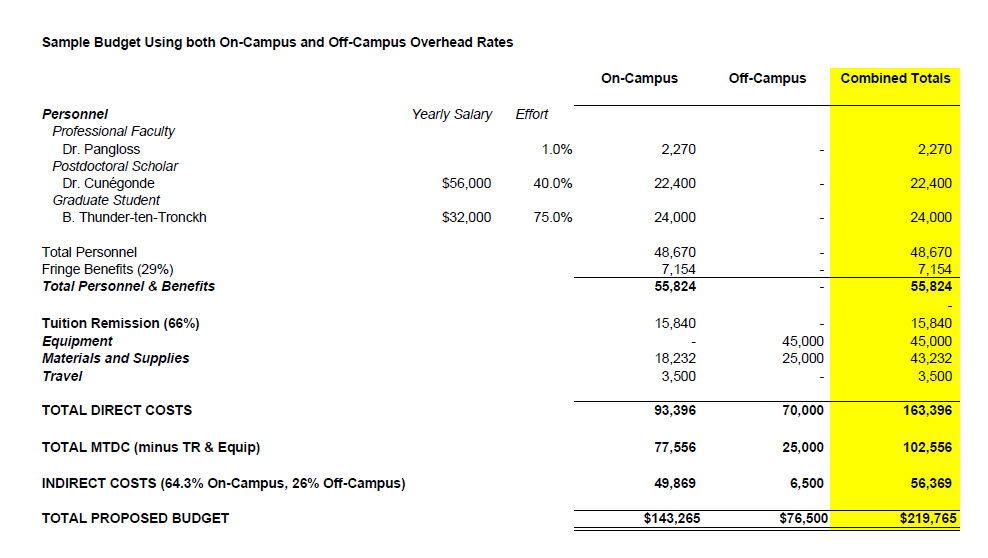 Sample Budget Using both On-Campus and Off-Campus Overhead Rates
On-Campus Off-Campus Combined Totals
Personnel Yearly Salary Effort
Professional Faculty
Dr. Pangloss 1.0% 2,270 - 2,270
Postdoctoral Scholar
Dr. Cunégonde $56,000 40.0% 22,400 - 22,400
Graduate Student
B. Thunder-ten-Tronckh $32,000 75.0% 24,000 - 24,000
Total Personnel 48,670 - 48,670
Fringe Benefits (29%) 7,154 - 7,154
Total Personnel & Benefits 55,824 - 55,824
-
Tuition Remission (66%) 15,840 - 15,840
Equipment - 45,000 45,000
Materials and Supplies 18,232 25,000 43,232
Travel 3,500 - 3,500
TOTAL DIRECT COSTS 93,396 70,000 163,396
TOTAL MTDC (minus TR & Equip) 77,556 25,000 102,556
INDIRECT COSTS (64.3% On-Campus, 26% Off-Campus) 49,869 6,500 56,369
TOTAL PROPOSED BUDGET $143,265 $76,500 $219,765